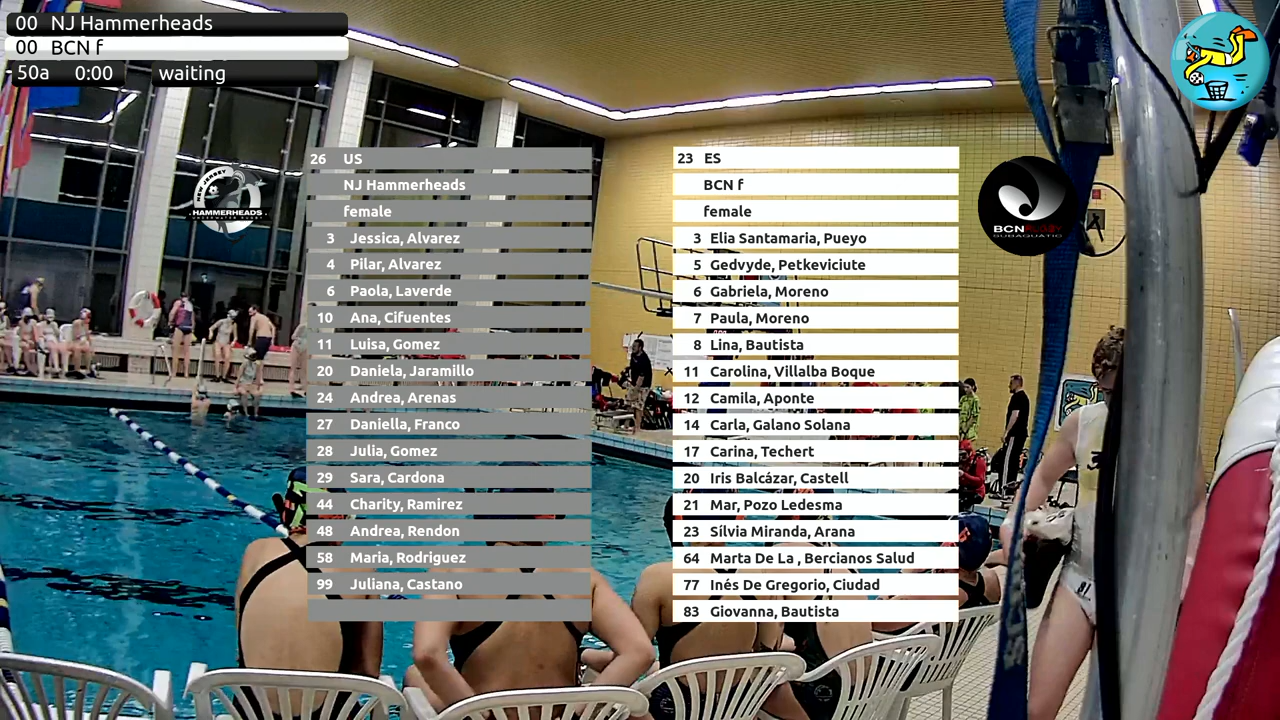 00 NJ Hammerheads
00 BCN f
50a 0:00 waiting
26 US
NJ Hammerheads
female
3 Jessica, Alvarez
4 Pilar, Alvarez
6 Paola, Laverde
10 Ana, Cifuentes
11 Luisa, Gomez
20 Daniela, Jaramillo
24 Andrea, Arenas
27 Daniella, Franco
28 Julia, Gomez
29 Sara, Cardona
44 Charity, Ramirez
48 Andrea, Rendon
58 Maria, Rodriguez
99 Juliana, Castano
23 ES
BCN f
female
3 Elia Santamaria, Pueyo
5 Gedvyde, Petkeviciute
6 Gabriela, Moreno
7 Paula, Moreno
8 Lina, Bautista
11 Carolina, Villalba Boque
12 Camila, Aponte
14 Carla, Galano Solana
17 Carina, Techert
20 Iris Balcázar, Castell
21 Mar, Pozo Ledesma
23 Sílvia Miranda, Arana
64 Marta De La , Bercianos Salud
77 Inés De Gregorio, Ciudad
83 Giovanna, Bautista
NEW JERSEY
HAMMERHEADS
UNDERWATER RUGBY
BCN RUGBY
SUBAQUATIC